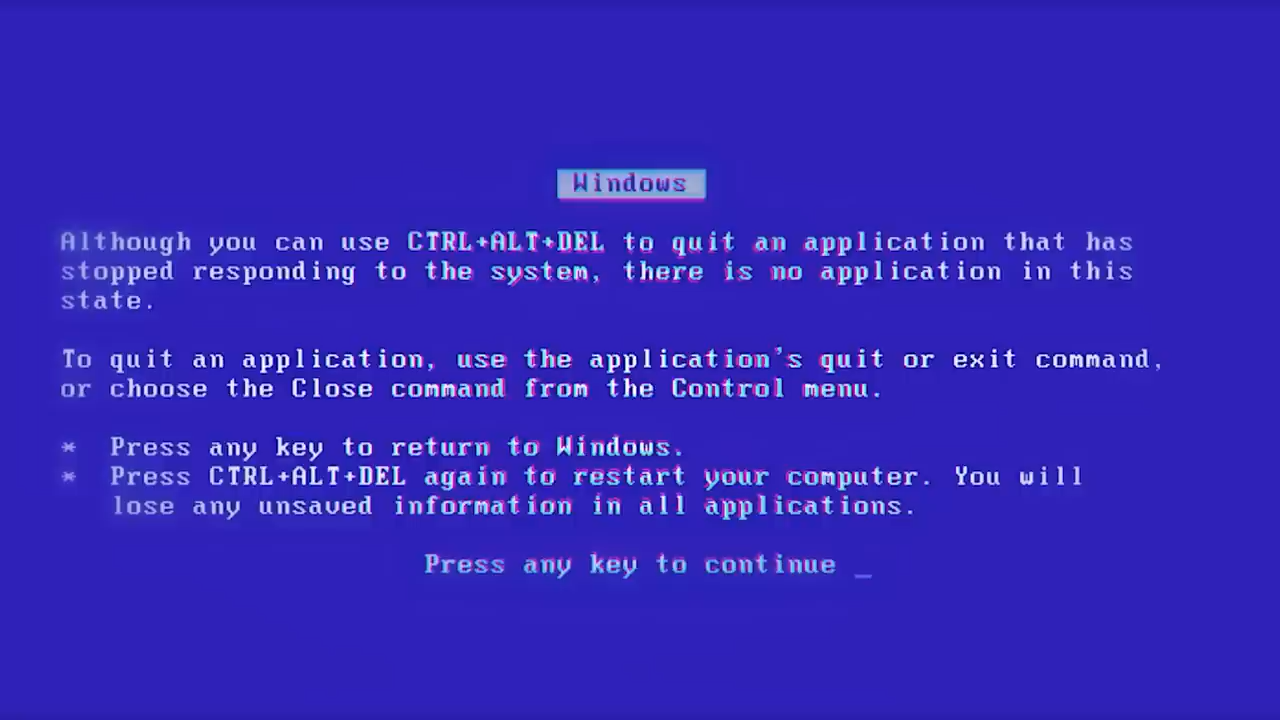 Windows
Although you can use CTRL+ALT+DEL to quit an application that has
stopped responding to the system, there is no application in this
state.
To quit an application, use the application's quit or exit command,
or choose the Close command from the Control menu.
* Press any key to return to Windows.
* Press CTRL+ALT+DEL again to restart your computer. You will
lose any unsaved information in all applications.
Press any key to continue _